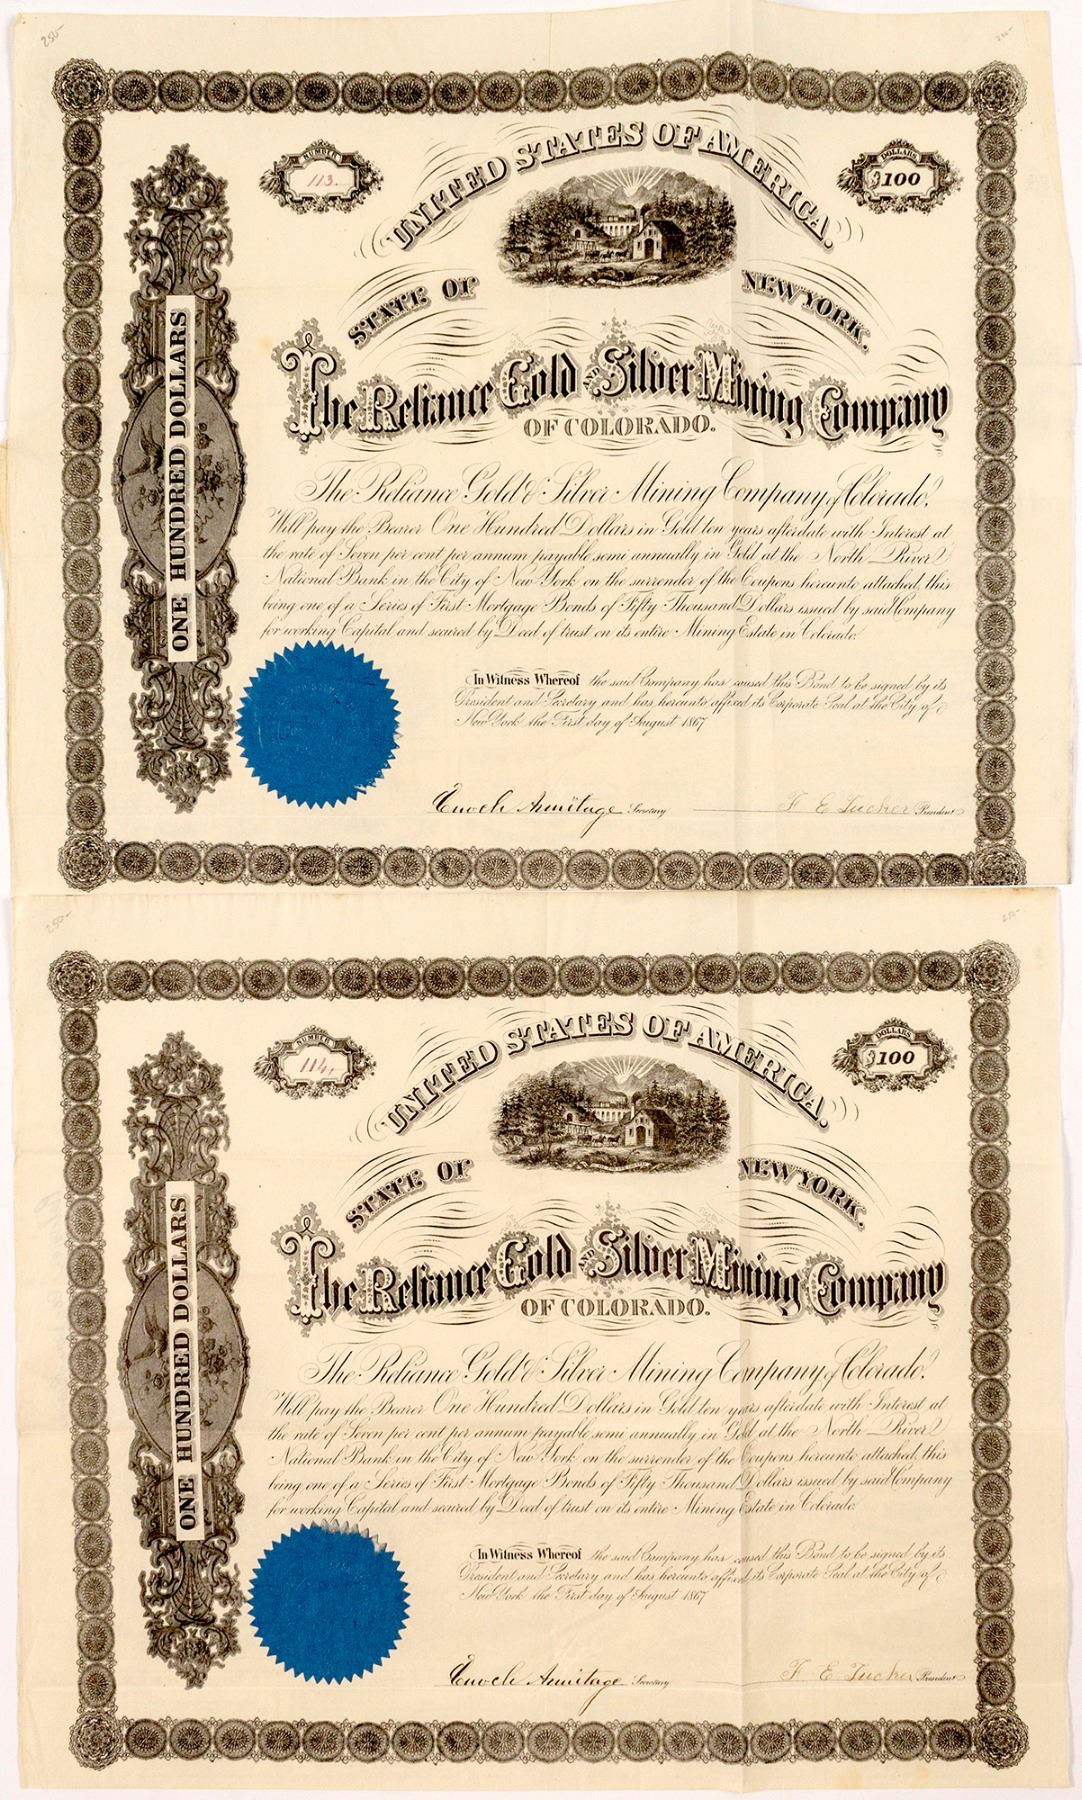 250-
NUMBER
113.
UNITED STATES OF AMERICA.
DOLLARS
$100
STATE OF NEW YORK.
The Reliance Gold AND Silver Mining Company
OF COLORADO.
ONE HUNDRED DOLLARS
The Reliance Gold & Silver Mining Company of Colorado.
Will pay the Bearer One Hundred Dollars in Gold ten years after date with Interest at
the rate of Seven per cent per annum payable semi annually in Gold at the North River
National Bank in the City of New York on the surrender of the Coupons hereunto attached, this
being one of a Series of First Mortgage Bonds of Fifty Thousand Dollars issued by said Company
for working Capital and secured by Deed of trust on its entire Mining Estate in Colorado.
In Witness Whereof the said Company has caused this Bond to be signed by its
President and Secretary and has hereunto affixed its Corporate Seal at the City of
New York the First day of August 1867
Enoch Armitage Secretary F E Tucker President
250-
NUMBER
114.
UNITED STATES OF AMERICA.
DOLLARS
$100
STATE OF NEW YORK.
The Reliance Gold AND Silver Mining Company
OF COLORADO.
ONE HUNDRED DOLLARS
The Reliance Gold & Silver Mining Company of Colorado.
Will pay the Bearer One Hundred Dollars in Gold ten years after date with Interest at
the rate of Seven per cent per annum payable semi annually in Gold at the North River
National Bank in the City of New York on the surrender of the Coupons hereunto attached, this
being one of a Series of First Mortgage Bonds of Fifty Thousand Dollars issued by said Company
for working Capital and secured by Deed of trust on its entire Mining Estate in Colorado.
In Witness Whereof the said Company has caused this Bond to be signed by its
President and Secretary and has hereunto affixed its Corporate Seal at the City of
New York the First day of August 1867
Enoch Armitage Secretary F E Tucker President